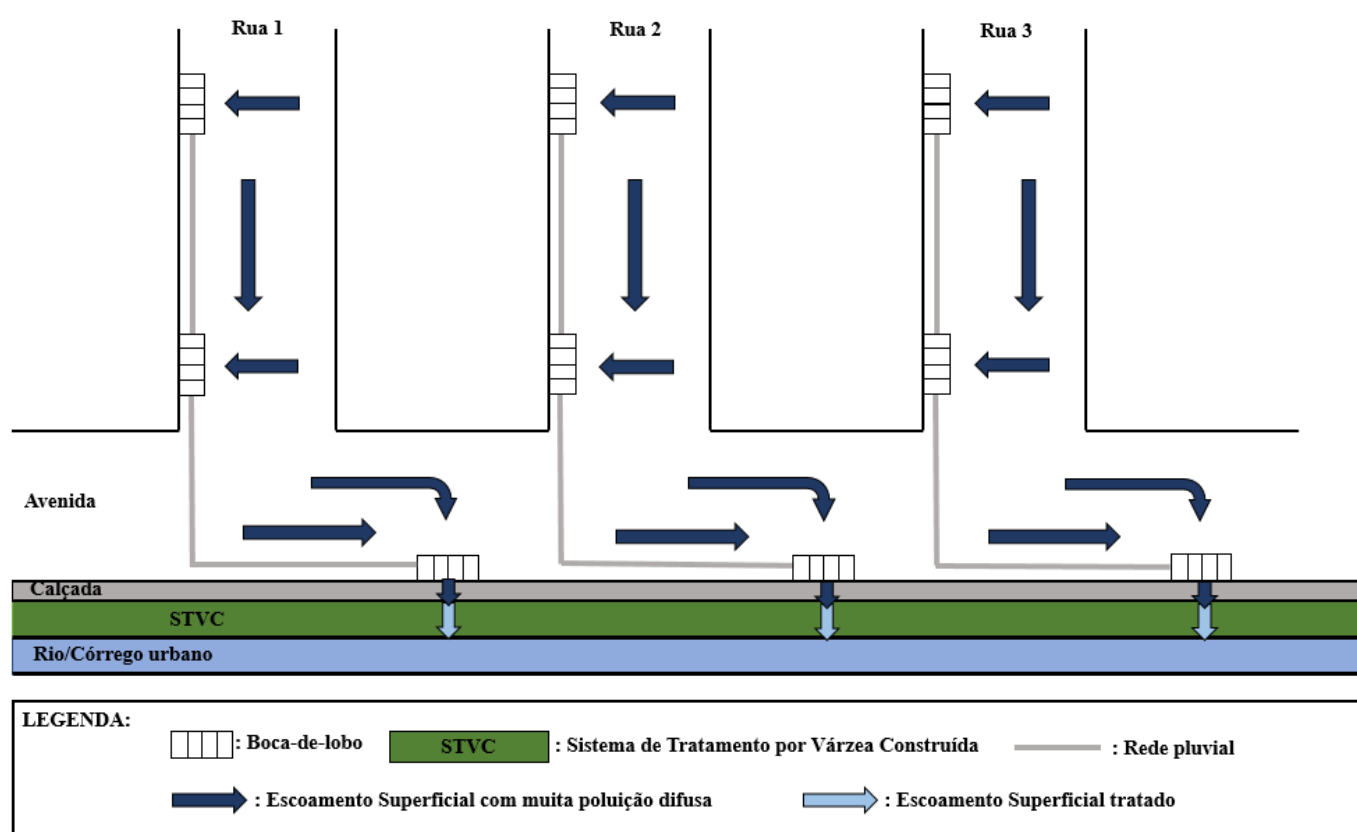 Rua 1
Rua 2
Rua 3
Avenida
Calçada
STVC
Rio/Córrego urbano
LEGENDA:
: Boca-de-lobo
STVC
: Sistema de Tratamento por Várzea Construída
: Rede pluvial
: Escoamento Superficial com muita poluição difusa
: Escoamento Superficial tratado